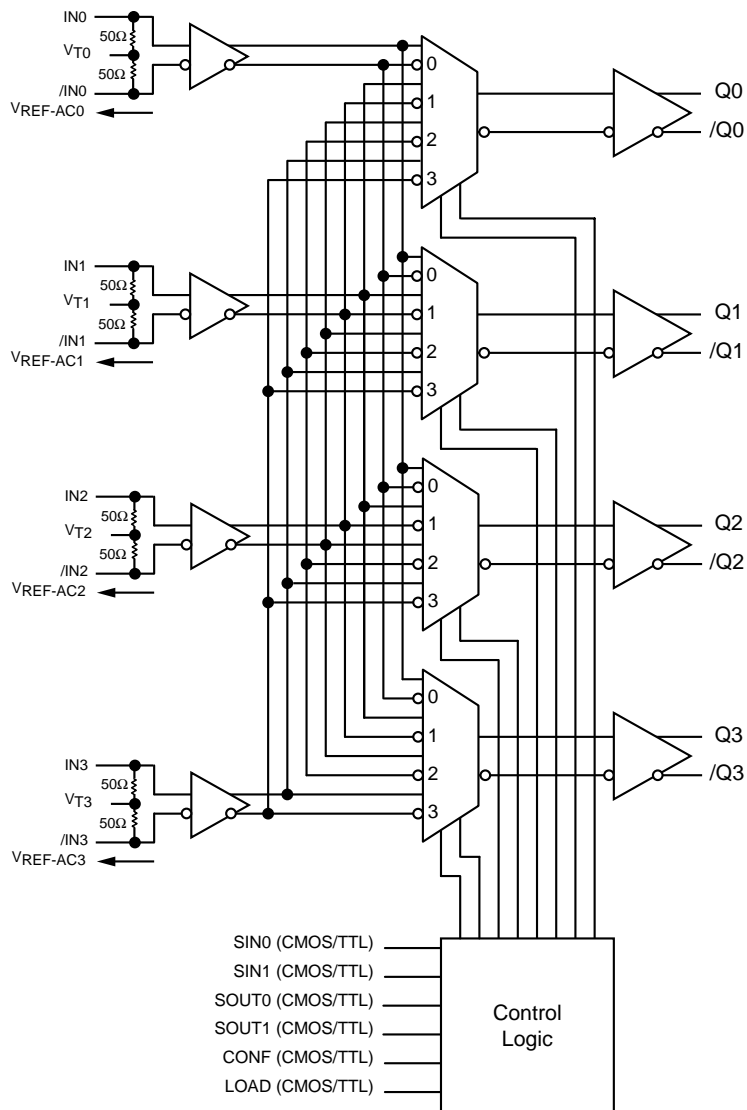 IN0
50Ω
VT0
50Ω
/IN0
VREF-AC0
0
1
2
3
Q0
/Q0
IN1
50Ω
VT1
50Ω
/IN1
VREF-AC1
0
1
2
3
Q1
/Q1
IN2
50Ω
VT2
50Ω
/IN2
VREF-AC2
0
1
2
3
Q2
/Q2
IN3
50Ω
VT3
50Ω
/IN3
VREF-AC3
0
1
2
3
Q3
/Q3
SIN0 (CMOS/TTL)
SIN1 (CMOS/TTL)
SOUT0 (CMOS/TTL)
SOUT1 (CMOS/TTL)
CONF (CMOS/TTL)
LOAD (CMOS/TTL)
Control
Logic